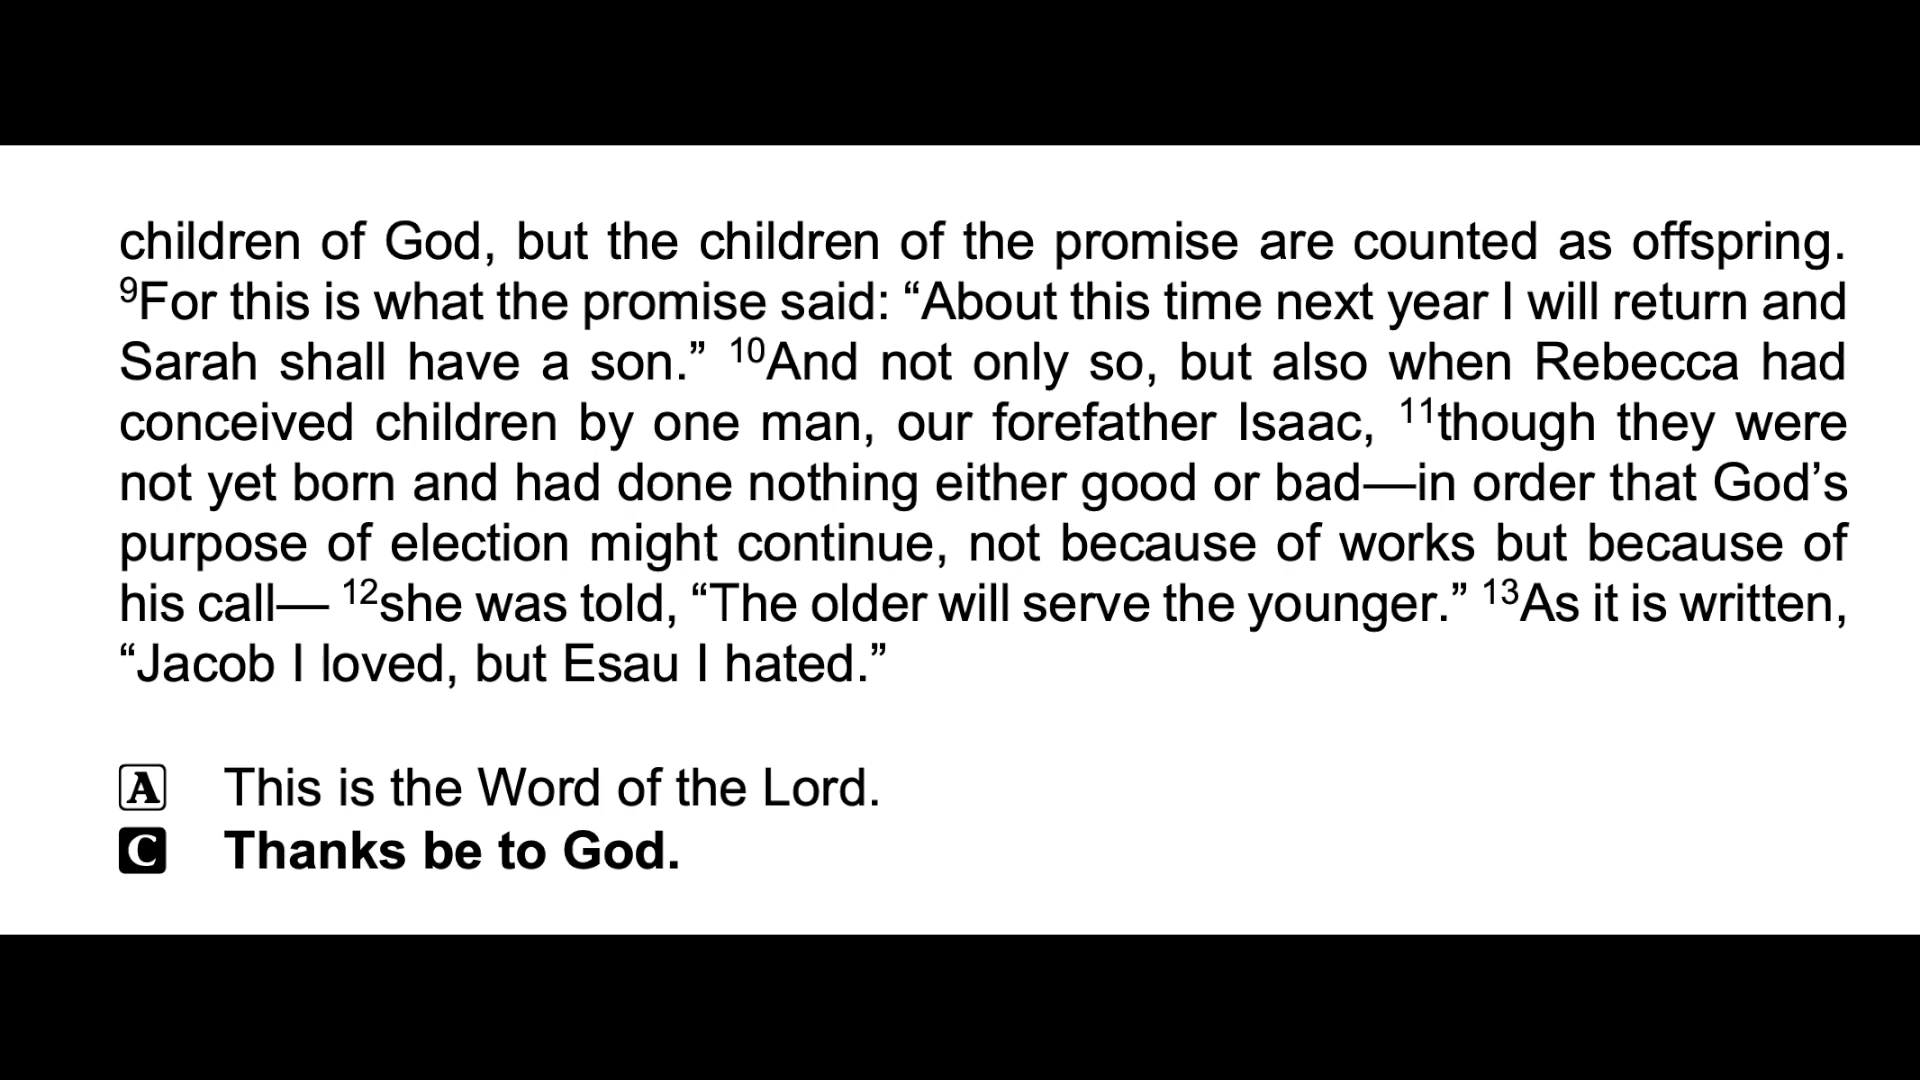 children of God, but the children of the promise are counted as offspring.
⁹For this is what the promise said: “About this time next year I will return and
Sarah shall have a son.” ¹⁰And not only so, but also when Rebecca had
conceived children by one man, our forefather Isaac, ¹¹though they were
not yet born and had done nothing either good or bad—in order that God’s
purpose of election might continue, not because of works but because of
his call— ¹²she was told, “The older will serve the younger.” ¹³As it is written,
“Jacob I loved, but Esau I hated.”
A This is the Word of the Lord.
C Thanks be to God.